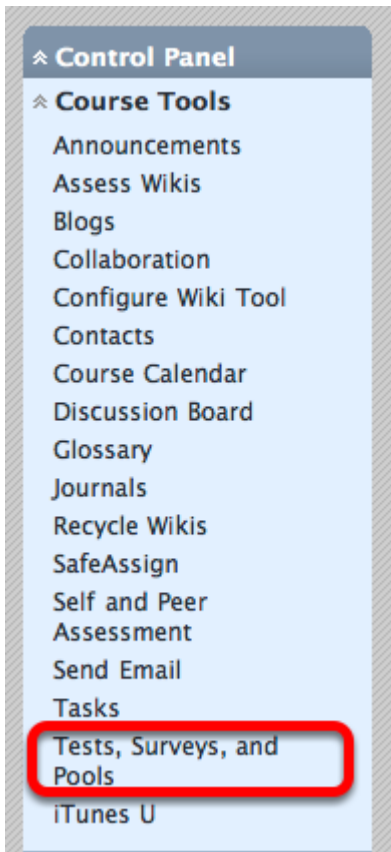 Control Panel
Course Tools
Announcements
Assess Wikis
Blogs
Collaboration
Configure Wiki Tool
Contacts
Course Calendar
Discussion Board
Glossary
Journals
Recycle Wikis
SafeAssign
Self and Peer
Assessment
Send Email
Tasks
Tests, Surveys, and
Pools
iTunes U